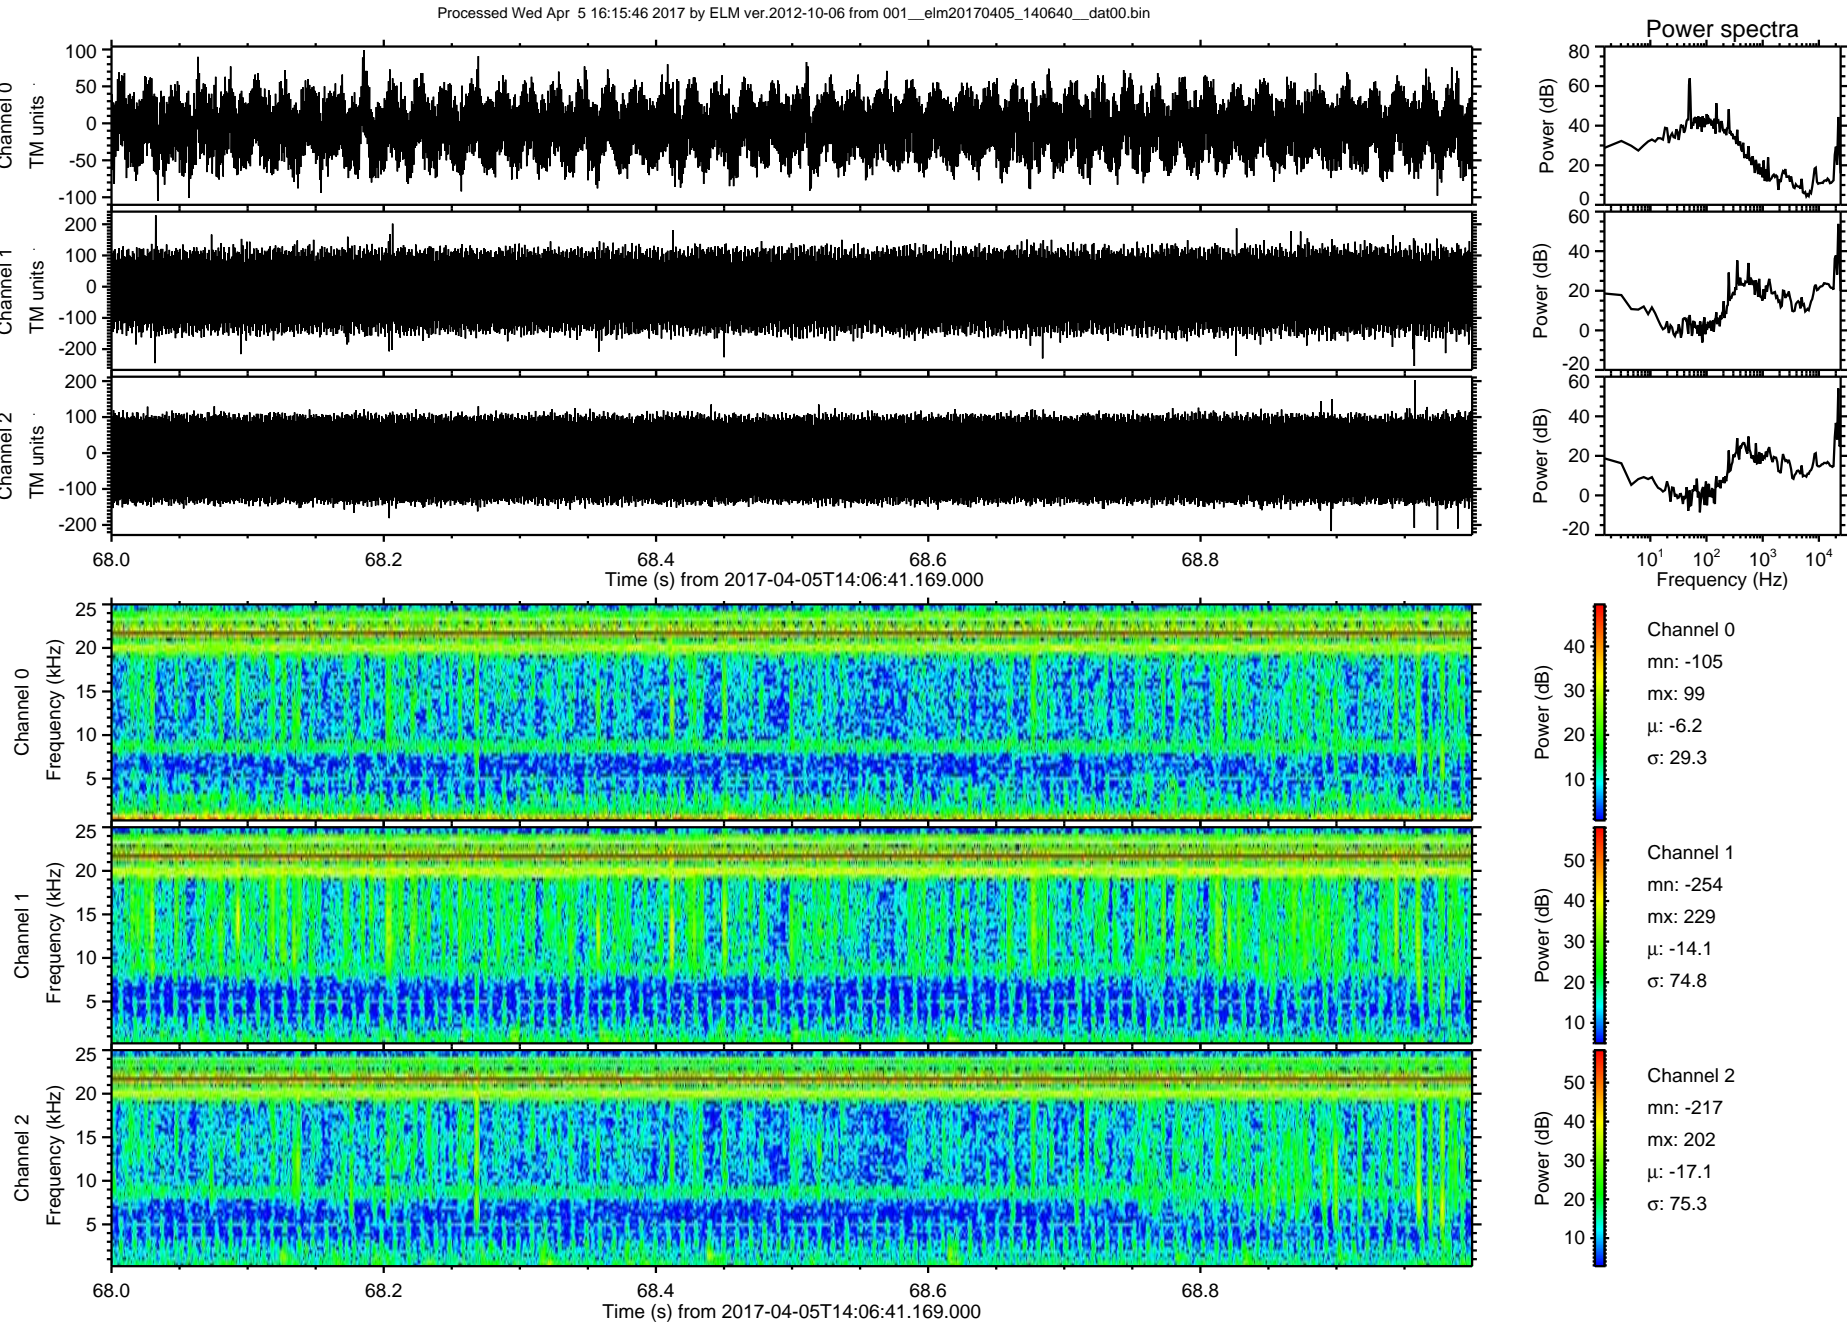 Processed Wed Apr  5 16:15:46 2017 by ELM ver.2012-10-06 from 001__elm20170405_140640__dat00.bin
Power spectra
Channel 0
TM units
100
50
0
-50
-100
Power (dB)
80
60
40
20
0
Channel 1
TM units
200
100
0
-100
-200
Power (dB)
60
40
20
0
-20
Channel 2
TM units
200
100
0
-100
-200
Power (dB)
60
40
20
0
-20
68.0 68.2 68.4 68.6 68.8
Time (s) from 2017-04-05T14:06:41.169.000
10¹ 10² 10³ 10⁴
Frequency (Hz)
Channel 0
Frequency (kHz)
25
20
15
10
5
Power (dB)
40
30
20
10
Channel 0
mn: -105
mx: 99
μ: -6.2
σ: 29.3
Channel 1
Frequency (kHz)
25
20
15
10
5
Power (dB)
50
40
30
20
10
Channel 1
mn: -254
mx: 229
μ: -14.1
σ: 74.8
Channel 2
Frequency (kHz)
25
20
15
10
5
Power (dB)
50
40
30
20
10
Channel 2
mn: -217
mx: 202
μ: -17.1
σ: 75.3
68.0 68.2 68.4 68.6 68.8
Time (s) from 2017-04-05T14:06:41.169.000